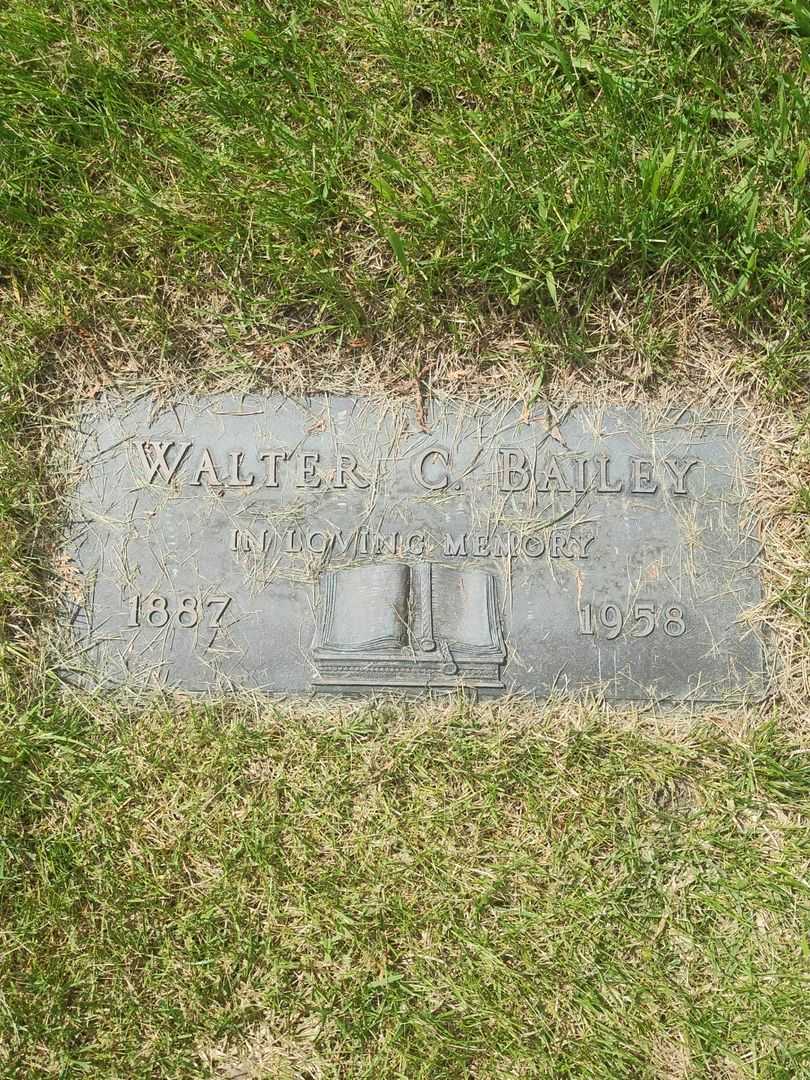 WALTER C. BAILEY
IN LOVING MEMORY
1887 1958